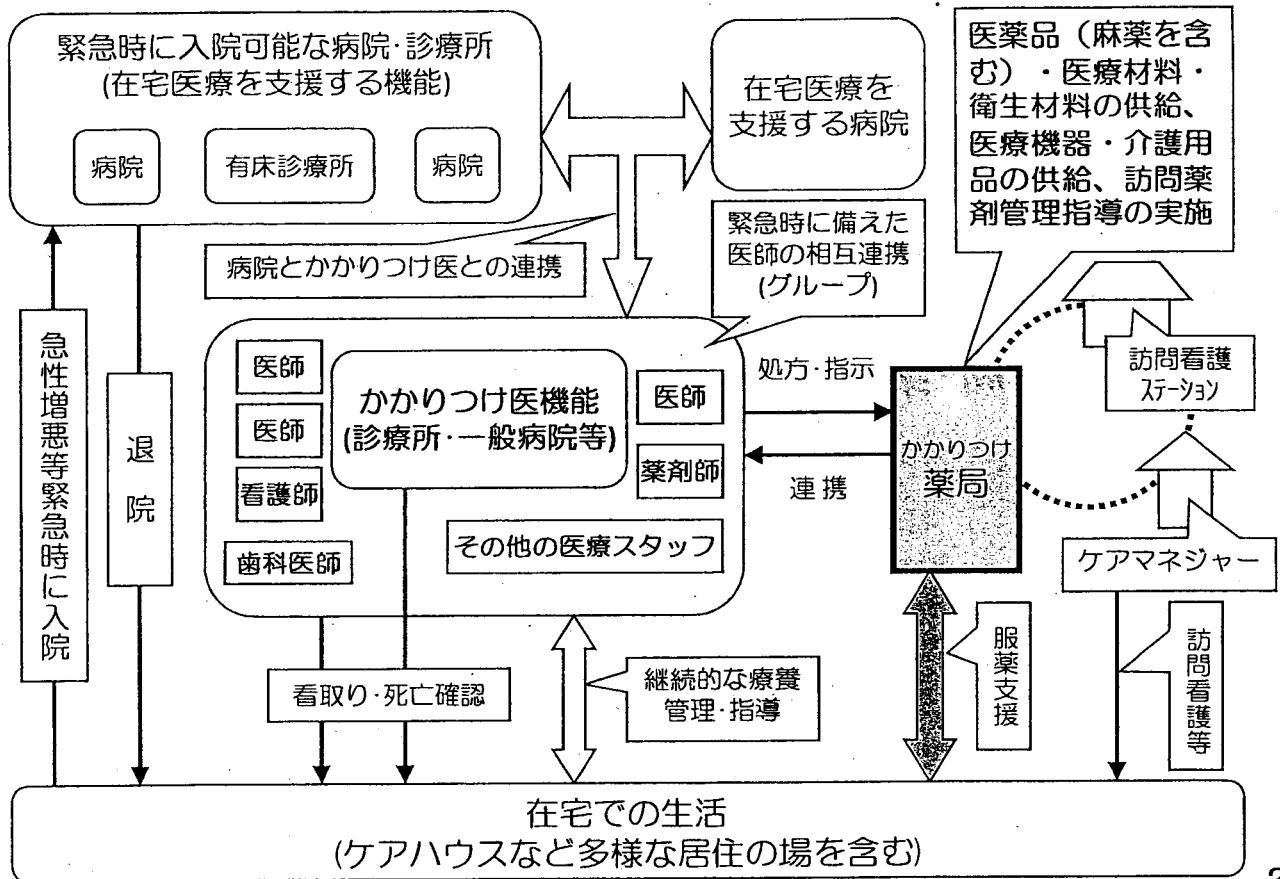 緊急時に入院可能な病院・診療所
(在宅医療を支援する機能)
病院
有床診療所
病院
在宅医療を
支援する病院
医薬品（麻薬を含
む）・医療材料・
衛生材料の供給、
医療機器・介護用
品の供給、訪問薬
剤管理指導の実施
病院とかかりつけ医との連携
緊急時に備えた
医師の相互連携
(グループ)
急性増悪等緊急時に入院
退院
医師
医師
看護師
歯科医師
かかりつけ医機能
(診療所・一般病院等)
医師
薬剤師
その他の医療スタッフ
処方・指示
連携
かかりつけ
薬局
訪問看護
ステーション
ケアマネジャー
看取り・死亡確認
継続的な療養
管理・指導
服薬支援
訪問看護等
在宅での生活
(ケアハウスなど多様な居住の場を含む)